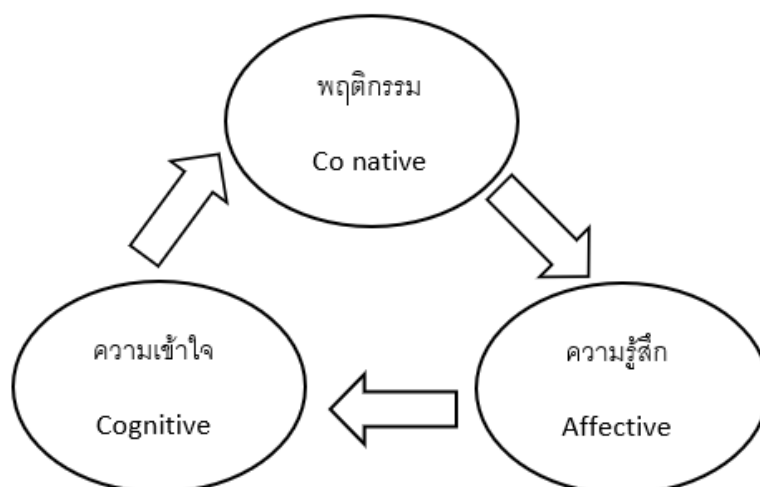 พฤติกรรม
Co native
ความเข้าใจ
Cognitive
ความรู้สึก
Affective